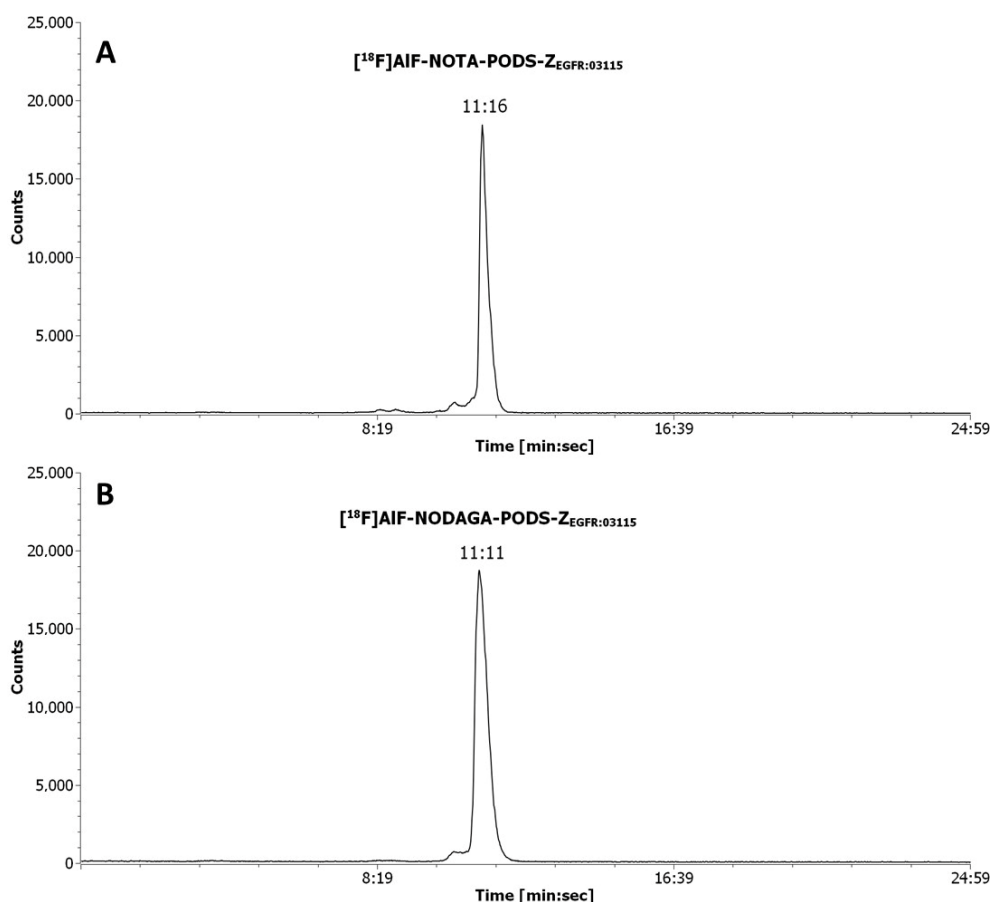 25,000
A
[18F]AlF-NOTA-PODS-ZEGFR:03115
20,000
11:16
15,000
Counts
10,000
5,000
0
8:19
16:39
24:59
Time [min:sec]
25,000
B
[18F]AlF-NODAGA-PODS-ZEGFR:03115
20,000
11:11
15,000
Counts
10,000
5,000
0
8:19
16:39
24:59
Time [min:sec]